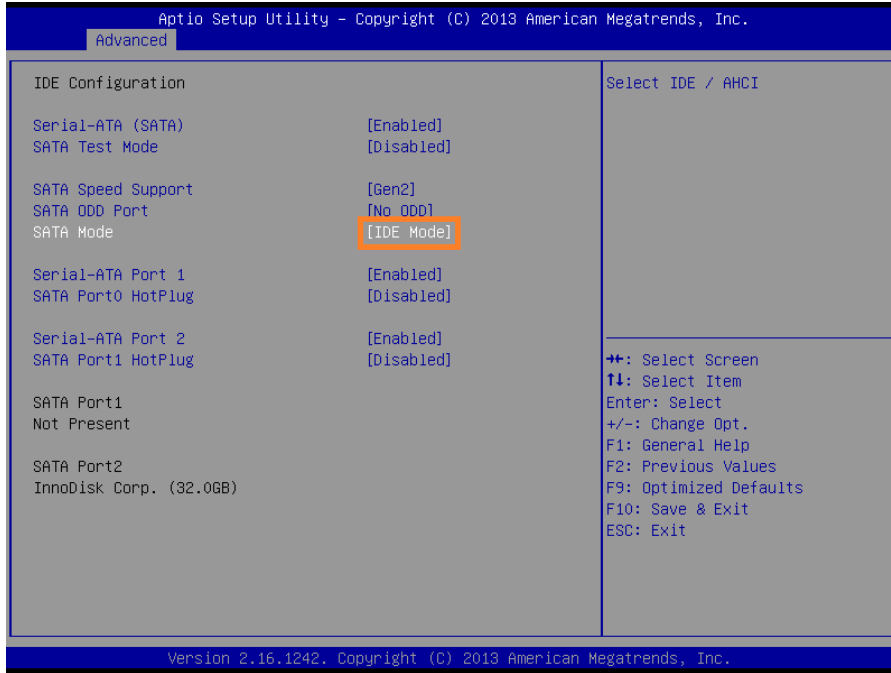 Aptio Setup Utility – Copyright (C) 2013 American Megatrends, Inc.
Advanced
IDE Configuration
Serial-ATA (SATA) [Enabled]
SATA Test Mode [Disabled]
SATA Speed Support [Gen2]
SATA ODD Port [No ODD]
SATA Mode [IDE Mode]
Serial-ATA Port 1 [Enabled]
SATA Port0 HotPlug [Disabled]
Serial-ATA Port 2 [Enabled]
SATA Port1 HotPlug [Disabled]
SATA Port1
Not Present
SATA Port2
InnoDisk Corp. (32.0GB)
Select IDE / AHCI
→←: Select Screen
↑↓: Select Item
Enter: Select
+/-: Change Opt.
F1: General Help
F2: Previous Values
F9: Optimized Defaults
F10: Save & Exit
ESC: Exit
Version 2.16.1242. Copyright (C) 2013 American Megatrends, Inc.